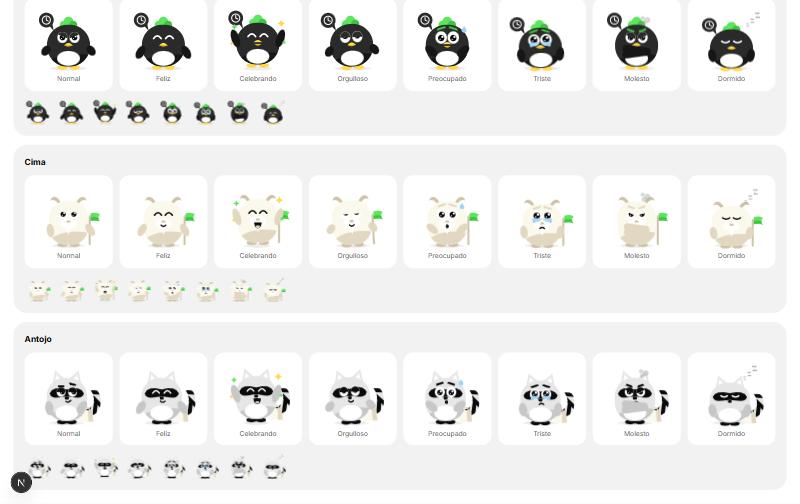 Normal Feliz Celebrando Orgulloso Preocupado Triste Molesto Dormido
Cima
Normal Feliz Celebrando Orgulloso Preocupado Triste Molesto Dormido
Antojo
Normal Feliz Celebrando Orgulloso Preocupado Triste Molesto Dormido
N